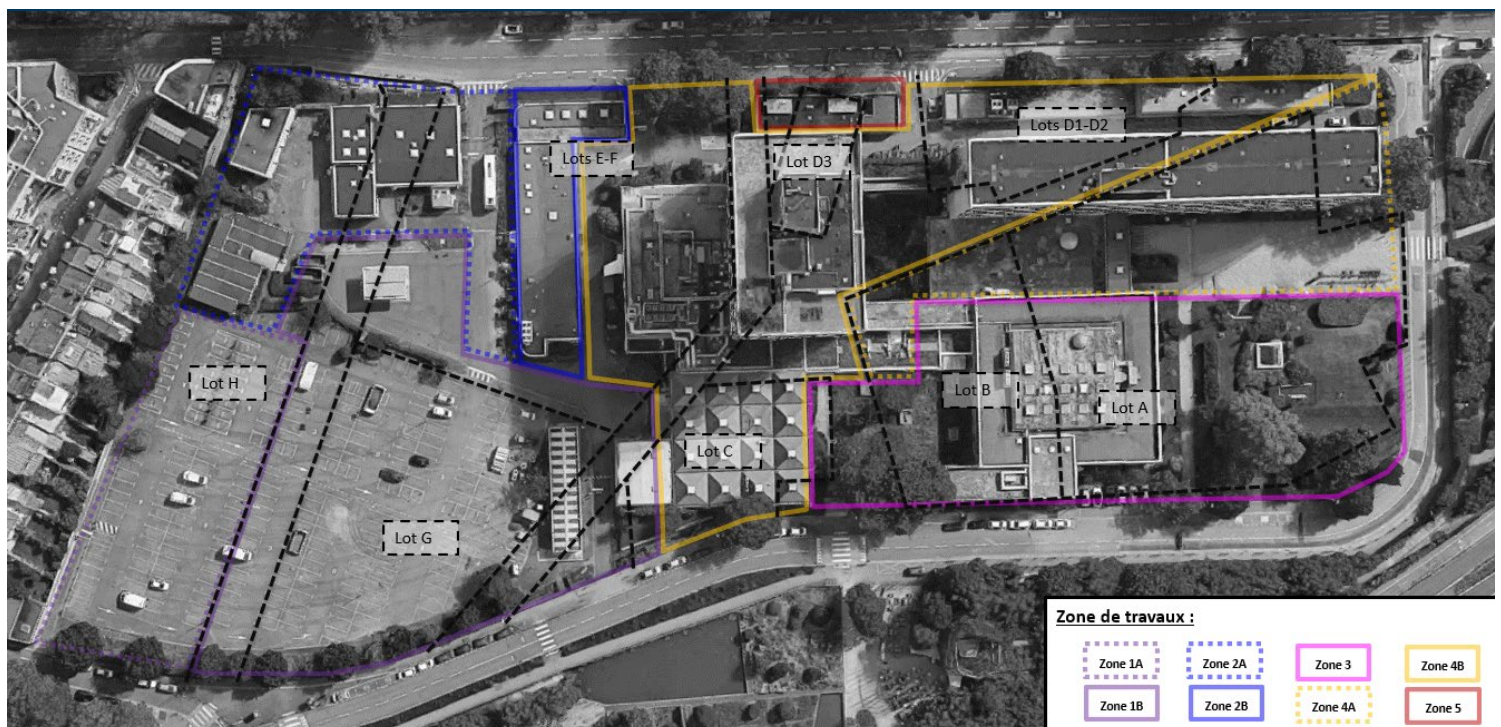 Lots E-F
Lot D3
Lots D1-D2
Lot H
Lot B
Lot A
Lot C
Lot G
Zone de travaux :
Zone 1A
Zone 2A
Zone 3
Zone 4B
Zone 1B
Zone 2B
Zone 4A
Zone 5